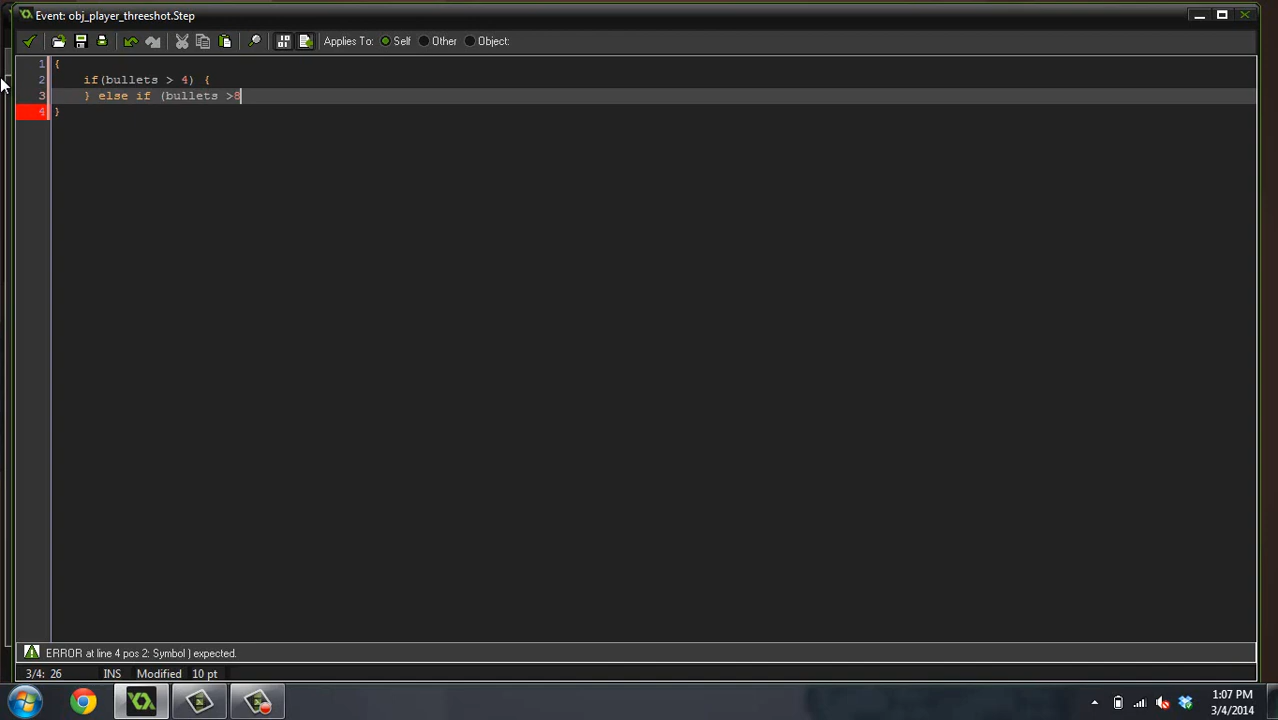 Event: obj_player_threeshot.Step
Applies To: Self Other Object:
1 {
2 if(bullets > 4) {
3 } else if (bullets >8
4 }
ERROR at line 4 pos 2: Symbol ) expected.
3/4: 26 INS Modified 10 pt
1:07 PM
3/4/2014